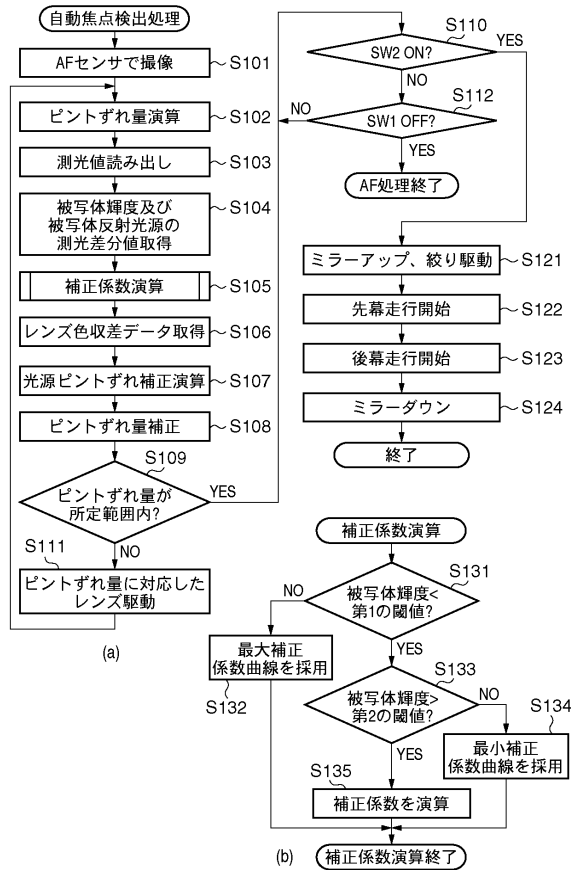 自動焦点検出処理
AFセンサで撮像
S101
ピントずれ量演算
S102
測光値読み出し
S103
被写体輝度及び
被写体反射光源の
測光差分値取得
S104
補正係数演算
S105
レンズ色収差データ取得
S106
光源ピントずれ補正演算
S107
ピントずれ量補正
S108
S109
ピントずれ量が
所定範囲内?
YES
NO
S111
ピントずれ量に対応した
レンズ駆動
(a)
S110
SW2 ON?
YES
NO
S112
NO
SW1 OFF?
YES
AF処理終了
ミラーアップ、絞り駆動
S121
先幕走行開始
S122
後幕走行開始
S123
ミラーダウン
S124
終了
補正係数演算
S131
被写体輝度<
第1の閾値?
NO
YES
最大補正
係数曲線を採用
S132
S133
被写体輝度>
第2の閾値?
NO
YES
S134
最小補正
係数曲線を採用
S135
補正係数を演算
(b)
補正係数演算終了